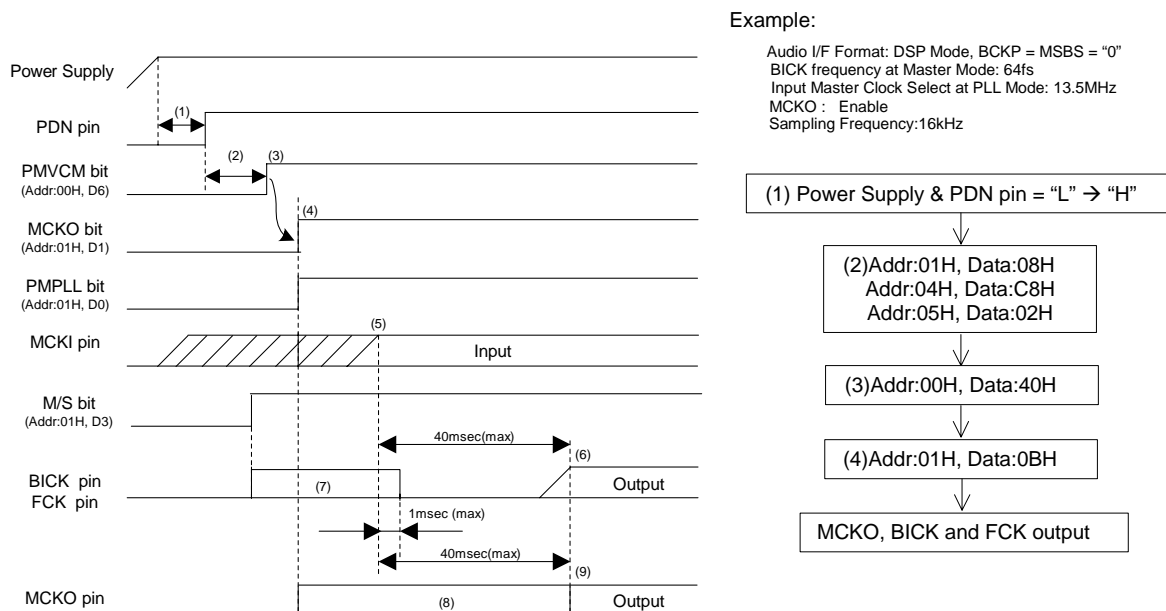 Power Supply
(1)
PDN pin
(2)
(3)
PMVCM bit
(Addr:00H, D6)
(4)
MCKO bit
(Addr:01H, D1)
PMPLL bit
(Addr:01H, D0)
(5)
MCKI pin
Input
M/S bit
(Addr:01H, D3)
40msec(max)
(6)
BICK pin
FCK pin
(7)
Output
1msec (max)
40msec(max)
(9)
MCKO pin
(8)
Output
Example:
Audio I/F Format: DSP Mode, BCKP = MSBS = “0”
BICK frequency at Master Mode: 64fs
Input Master Clock Select at PLL Mode: 13.5MHz
MCKO : Enable
Sampling Frequency:16kHz
(1) Power Supply & PDN pin = “L” → “H”
(2)Addr:01H, Data:08H
Addr:04H, Data:C8H
Addr:05H, Data:02H
(3)Addr:00H, Data:40H
(4)Addr:01H, Data:0BH
MCKO, BICK and FCK output